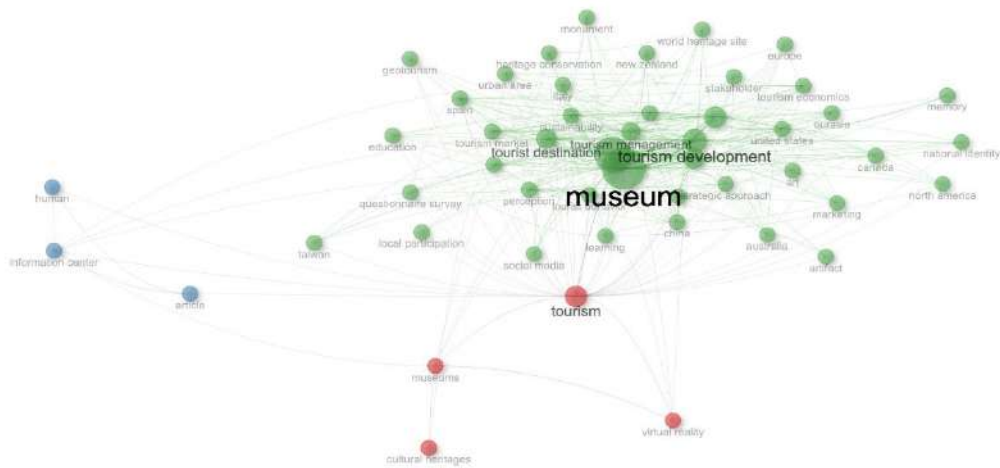 monument
world heritage site
europe
heritage conservation
new zealand
geotourism
urban area
italy
stakeholder
tourism economics
memory
spain
eurasia
sustainability
education
tourism market
tourism management
united states
national identity
tourist destination
tourism development
canada
art
human
museum
questionnaire survey
perception
strategic approach
north america
marketing
information center
taiwan
local participation
learning
china
australia
social media
artifact
article
tourism
museums
virtual reality
cultural heritages